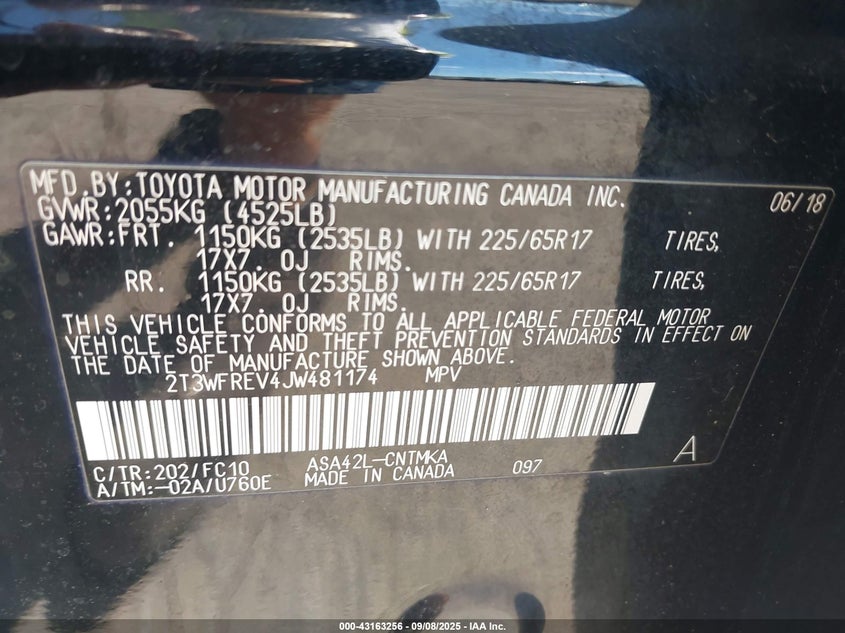 MFD.BY:TOYOTA MOTOR MANUFACTURING CANADA INC. 06/18
GVWR:2055KG (4525LB)
GAWR:FRT. 1150KG (2535LB) WITH 225/65R17 TIRES,
17X7.0J RIMS.
RR. 1150KG (2535LB) WITH 225/65R17 TIRES,
17X7.0J RIMS.
THIS VEHICLE CONFORMS TO ALL APPLICABLE FEDERAL MOTOR
VEHICLE SAFETY AND THEFT PREVENTION STANDARDS IN EFFECT ON
THE DATE OF MANUFACTURE SHOWN ABOVE.
2T3WFREV4JW481174 MPV
C/TR:202/FC10 ASA42L-CNTMKA 097 A
A/TM:-02A/U760E MADE IN CANADA
000-43163256 - 09/08/2025 - IAA Inc.